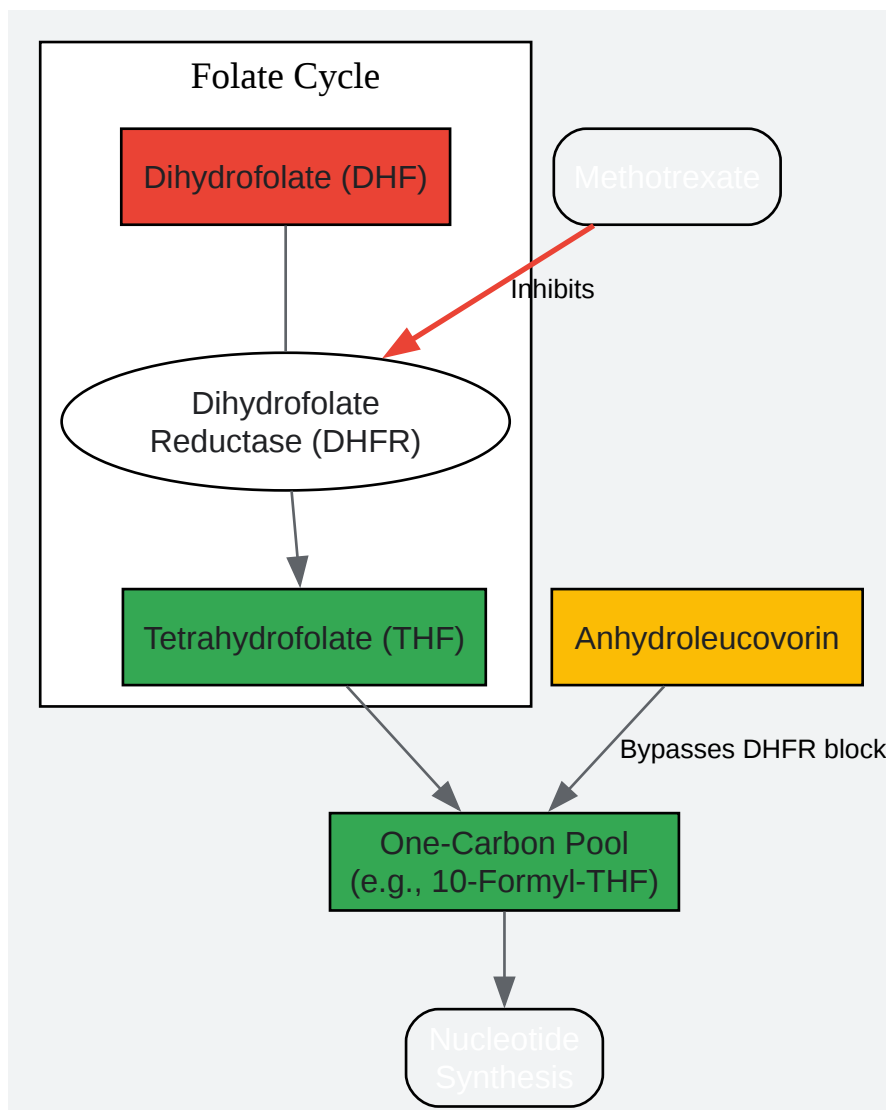 Folate Cycle
Dihydrofolate (DHF)
Methotrexate
Inhibits
Dihydrofolate
Reductase (DHFR)
Tetrahydrofolate (THF)
Anhydroleucovorin
Bypasses DHFR block
One-Carbon Pool
(e.g., 10-Formyl-THF)
Nucleotide
Synthesis